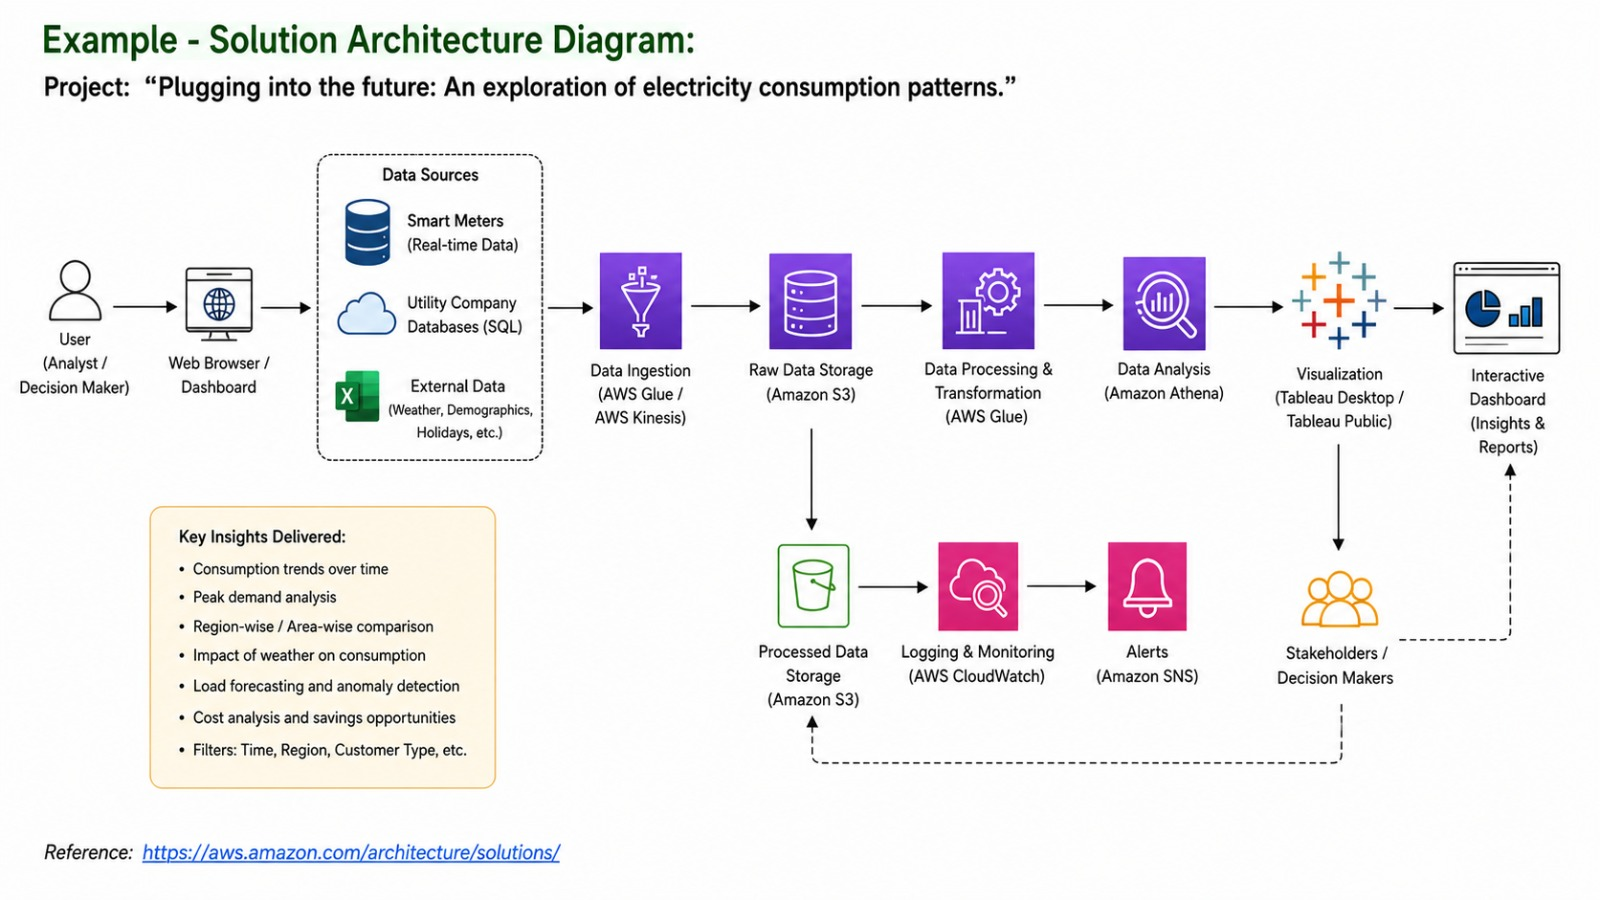 Example - Solution Architecture Diagram:
Project: “Plugging into the future: An exploration of electricity consumption patterns.”
User
(Analyst /
Decision Maker)
Web Browser /
Dashboard
Data Sources
Smart Meters
(Real-time Data)
Utility Company
Databases (SQL)
X
External Data
(Weather, Demographics,
Holidays, etc.)
Data Ingestion
(AWS Glue /
AWS Kinesis)
Raw Data Storage
(Amazon S3)
Data Processing &
Transformation
(AWS Glue)
Data Analysis
(Amazon Athena)
Visualization
(Tableau Desktop /
Tableau Public)
Interactive
Dashboard
(Insights &
Reports)
Key Insights Delivered:
• Consumption trends over time
• Peak demand analysis
• Region-wise / Area-wise comparison
• Impact of weather on consumption
• Load forecasting and anomaly detection
• Cost analysis and savings opportunities
• Filters: Time, Region, Customer Type, etc.
Processed Data
Storage
(Amazon S3)
Logging & Monitoring
(AWS CloudWatch)
Alerts
(Amazon SNS)
Stakeholders /
Decision Makers
Reference: https://aws.amazon.com/architecture/solutions/